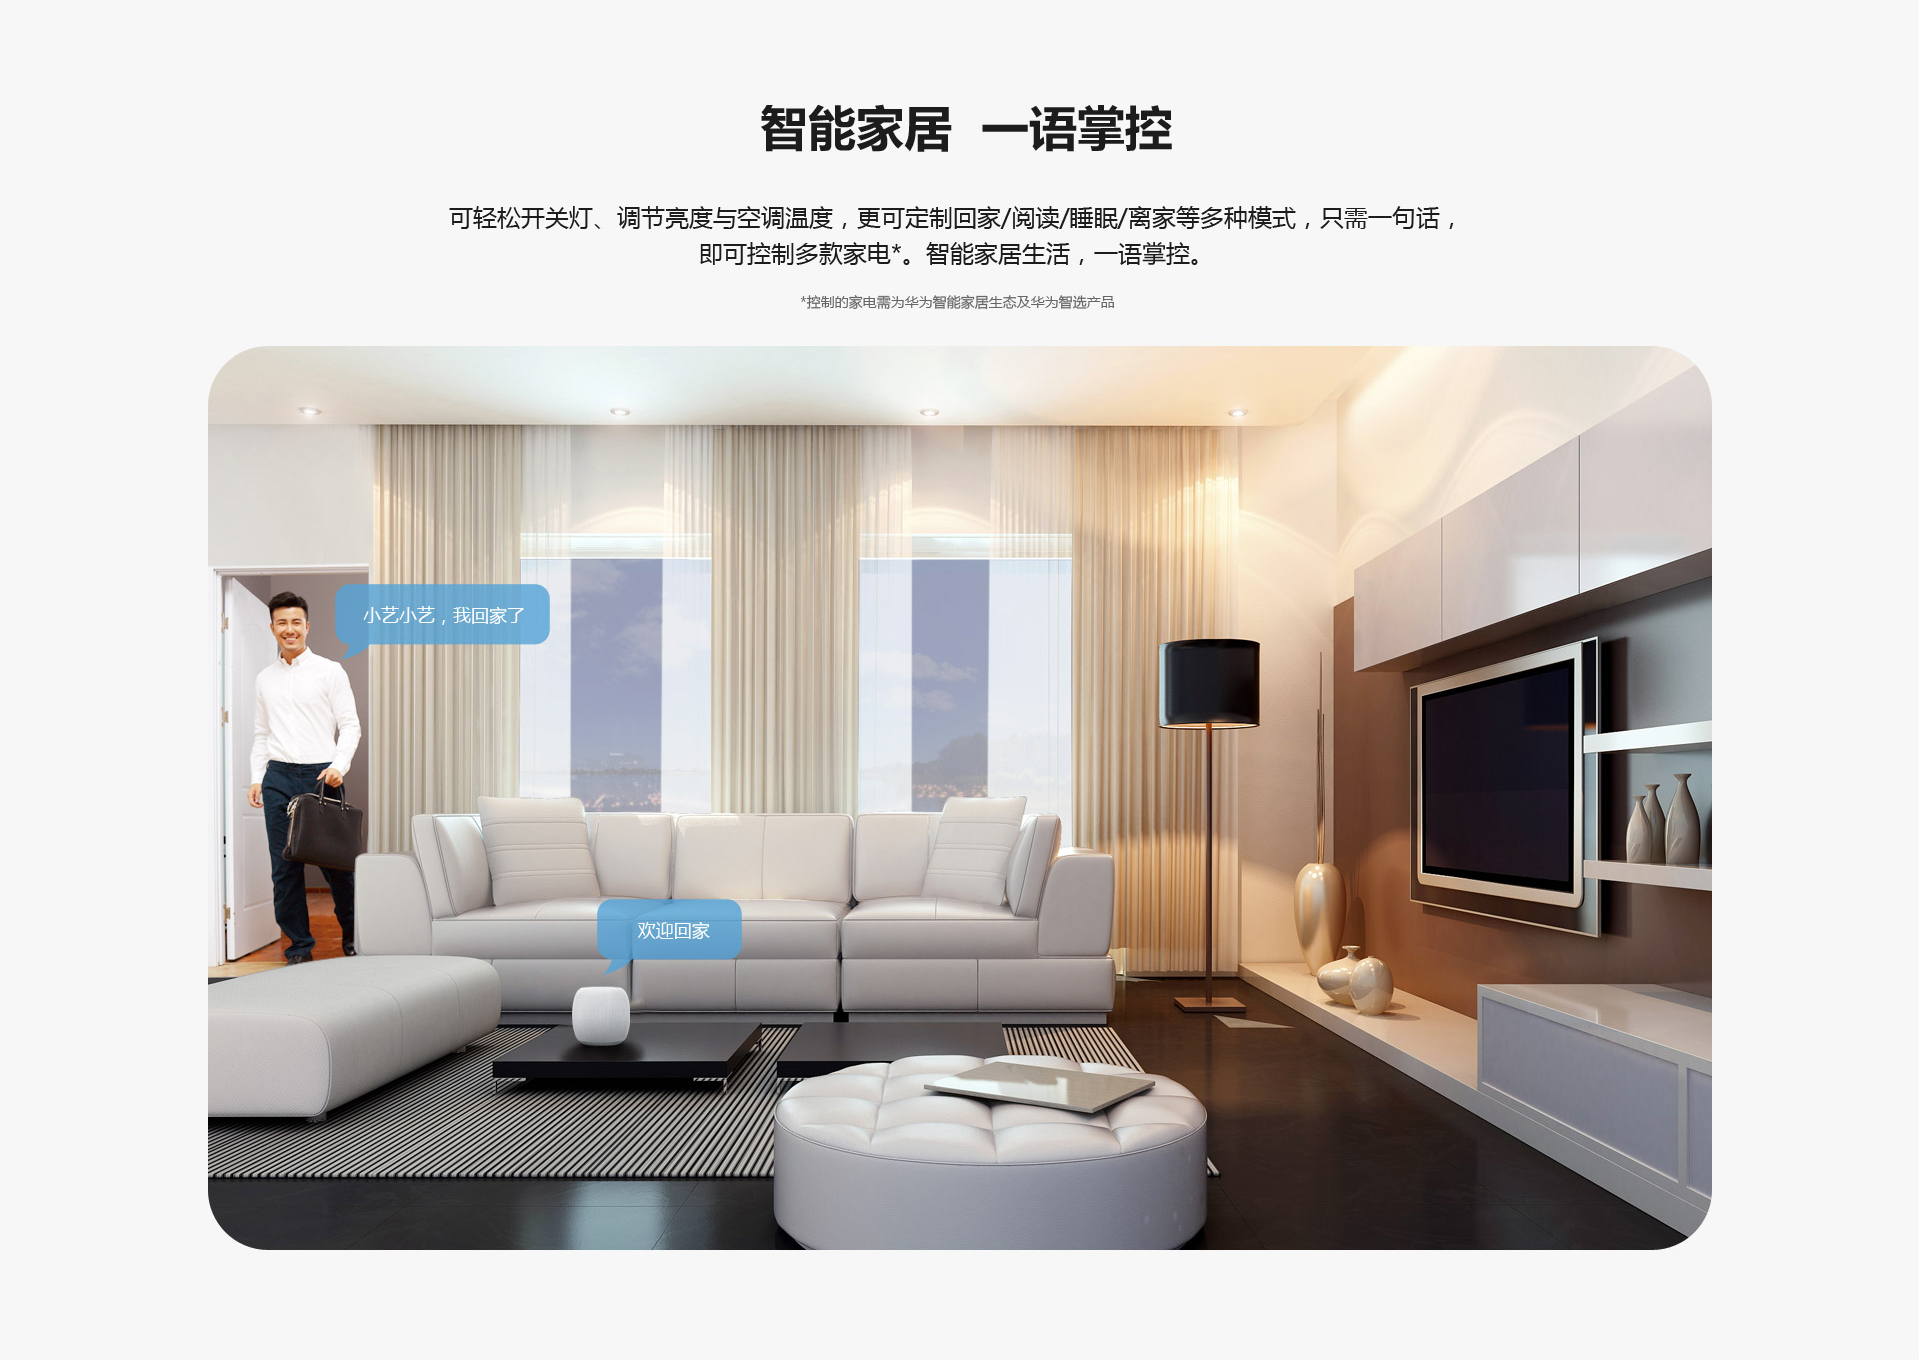 智能家居 一语掌控
可轻松开关灯、调节亮度与空调温度，更可定制回家/阅读/睡眠/离家等多种模式，只需一句话，
即可控制多款家电*。智能家居生活，一语掌控。
*控制的家电需为华为智能家居生态及华为智选产品
小艺小艺，我回家了
欢迎回家